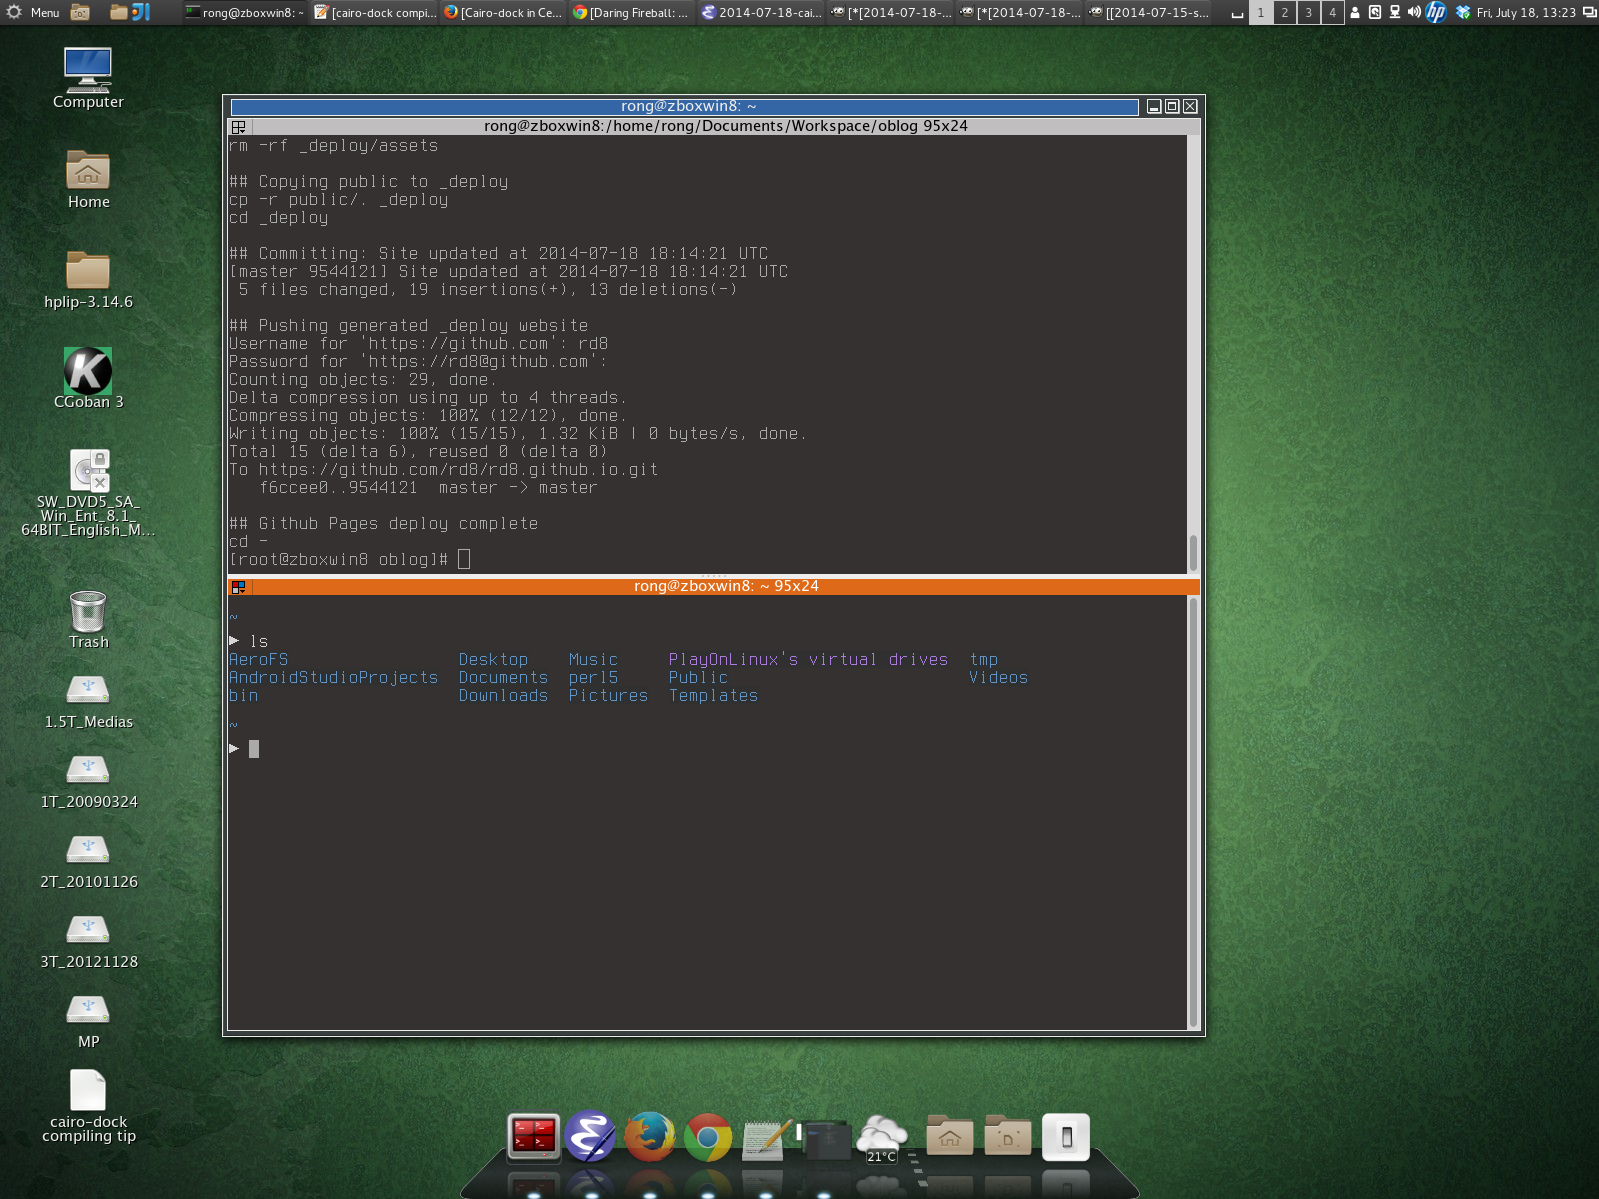 Menu
rong@zboxwin8: ~
[cairo-dock compi...
[Cairo-dock in Ce...
[Daring Fireball: ...
2014-07-18-cai...
[*[2014-07-18-...
[*[2014-07-18-...
[[2014-07-15-s...
1 2 3 4
hp
Fri, July 18, 13:23
Computer
Home
hplip-3.14.6
K
CGoban 3
SW_DVD5_SA_
Win_Ent_8.1_
64BIT_English_M...
Trash
1.5T_Medias
1T_20090324
2T_20101126
3T_20121128
MP
cairo-dock
compiling tip
rong@zboxwin8: ~
rong@zboxwin8:/home/rong/Documents/Workspace/oblog 95x24
rm -rf _deploy/assets
## Copying public to _deploy
cp -r public/. _deploy
cd _deploy
## Committing: Site updated at 2014-07-18 18:14:21 UTC
[master 9544121] Site updated at 2014-07-18 18:14:21 UTC
 5 files changed, 19 insertions(+), 13 deletions(-)
## Pushing generated _deploy website
Username for 'https://github.com': rd8
Password for 'https://rd8@github.com':
Counting objects: 29, done.
Delta compression using up to 4 threads.
Compressing objects: 100% (12/12), done.
Writing objects: 100% (15/15), 1.32 KiB | 0 bytes/s, done.
Total 15 (delta 6), reused 0 (delta 0)
To https://github.com/rd8/rd8.github.io.git
   f6ccee0..9544121  master -> master
## Github Pages deploy complete
cd -
[root@zboxwin8 oblog]#
rong@zboxwin8: ~ 95x24
~
▶ ls
AeroFS Desktop Music PlayOnLinux's virtual drives tmp
AndroidStudioProjects Documents perl5 Public Videos
bin Downloads Pictures Templates
~
▶
21°C